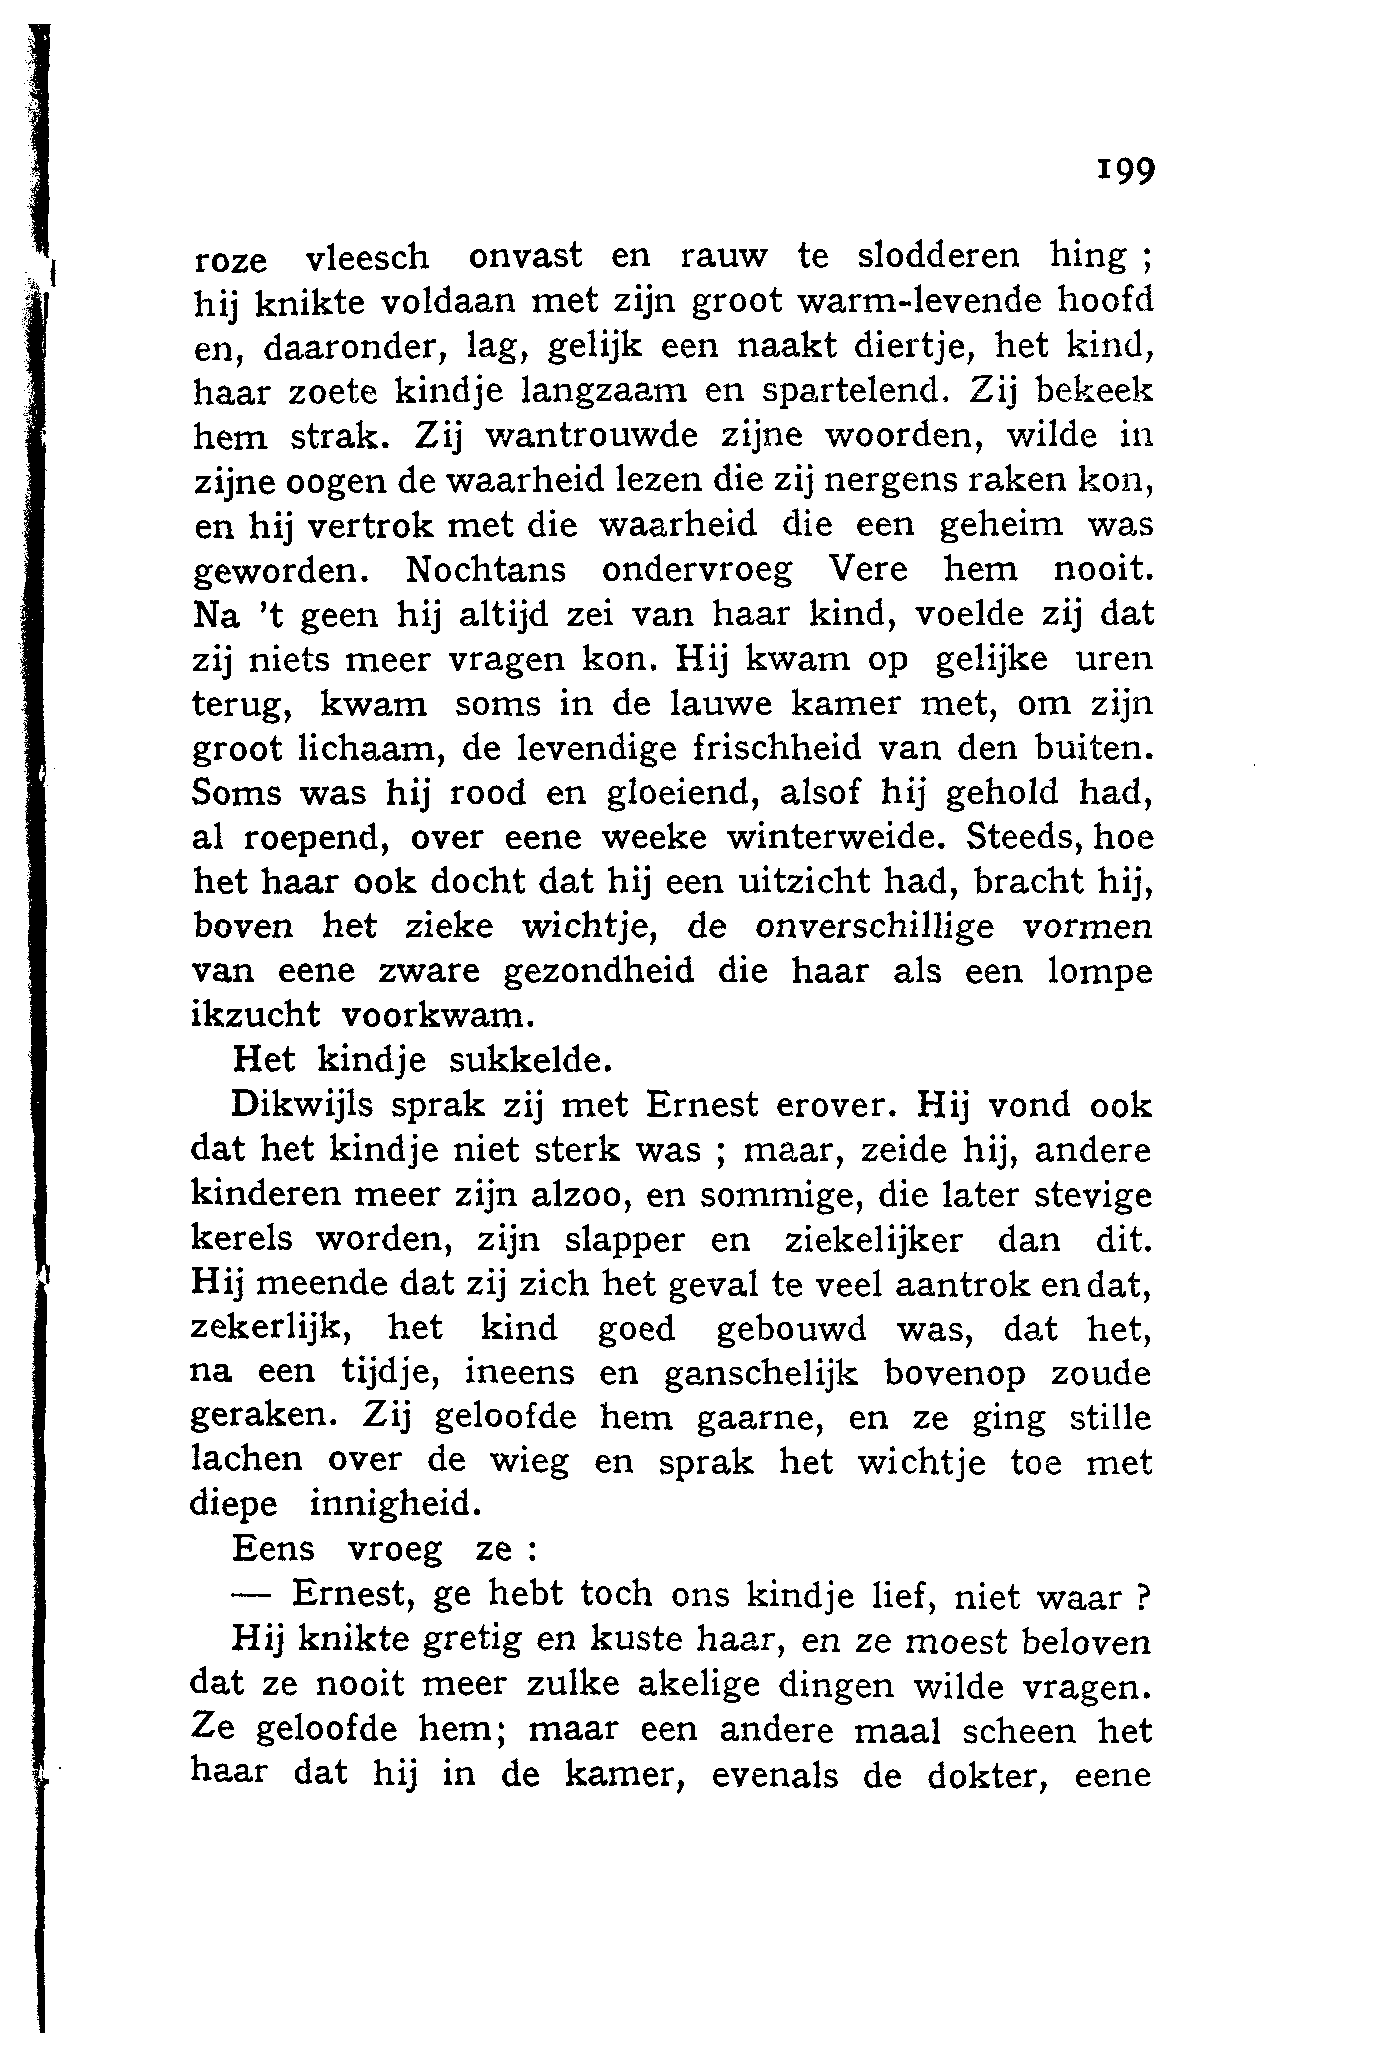 199
roze vleesch onvast en rauw te slodderen hing ;
hij knikte voldaan met zijn groot warm-levende hoofd
en, daaronder, lag, gelijk een naakt diertje, het kind,
haar zoete kindje langzaam en spartelend. Zij bekeek
hem strak. Zij wantrouwde zijne woorden, wilde in
zijne oogen de waarheid lezen die zij nergens raken kon,
en hij vertrok met die waarheid die een geheim was
geworden. Nochtans ondervroeg Vere hem nooit.
Na 't geen hij altijd zei van haar kind, voelde zij dat
zij niets meer vragen kon. Hij kwam op gelijke uren
terug, kwam soms in de lauwe kamer met, om zijn
groot lichaam, de levendige frischheid van den buiten.
Soms was hij rood en gloeiend, alsof hij gehold had,
al roepend, over eene weeke winterweide. Steeds, hoe
het haar ook docht dat hij een uitzicht had, bracht hij,
boven het zieke wichtje, de onverschillige vormen
van eene zware gezondheid die haar als een lompe
ikzucht voorkwam.
Het kindje sukkelde.
Dikwijls sprak zij met Ernest erover. Hij vond ook
dat het kindje niet sterk was ; maar, zeide hij, andere
kinderen meer zijn alzoo, en sommige, die later stevige
kerels worden, zijn slapper en ziekelijker dan dit.
Hij meende dat zij zich het geval te veel aantrok en dat,
zekerlijk, het kind goed gebouwd was, dat het,
na een tijdje, ineens en ganschelijk bovenop zoude
geraken. Zij geloofde hem gaarne, en ze ging stille
lachen over de wieg en sprak het wichtje toe met
diepe innigheid.
Eens vroeg ze :
— Ernest, ge hebt toch ons kindje lief, niet waar ?
Hij knikte gretig en kuste haar, en ze moest beloven
dat ze nooit meer zulke akelige dingen wilde vragen.
Ze geloofde hem; maar een andere maal scheen het
haar dat hij in de kamer, evenals de dokter, eene